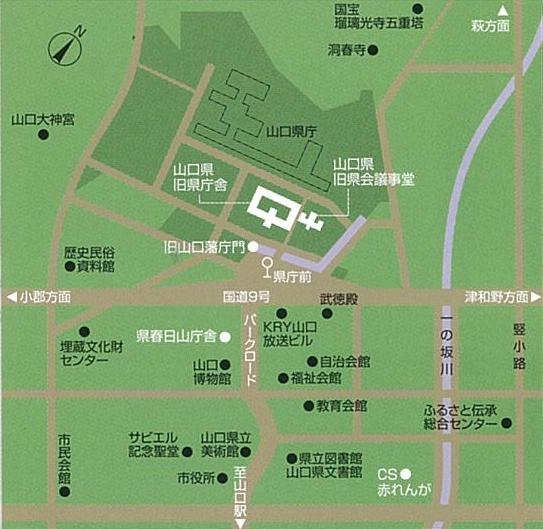 国宝
瑠璃光寺五重塔
萩方面
N
洞春寺
山口大神宮
山口県庁
山口県
旧県庁舎
山口県
旧県会議事堂
旧山口藩庁門
歴史民俗
資料館
県庁前
小郡方面
国道9号
武徳殿
津和野方面
埋蔵文化財
センター
県春日山庁舎
パークロード
KRY山口
放送ビル
一の坂川
竪小路
山口
博物館
自治会館
福祉会館
教育会館
ふるさと伝承
総合センター
市民会館
サビエル
記念聖堂
山口県立
美術館
市役所
至山口駅
県立図書館
山口県文書館
CS
赤れんが